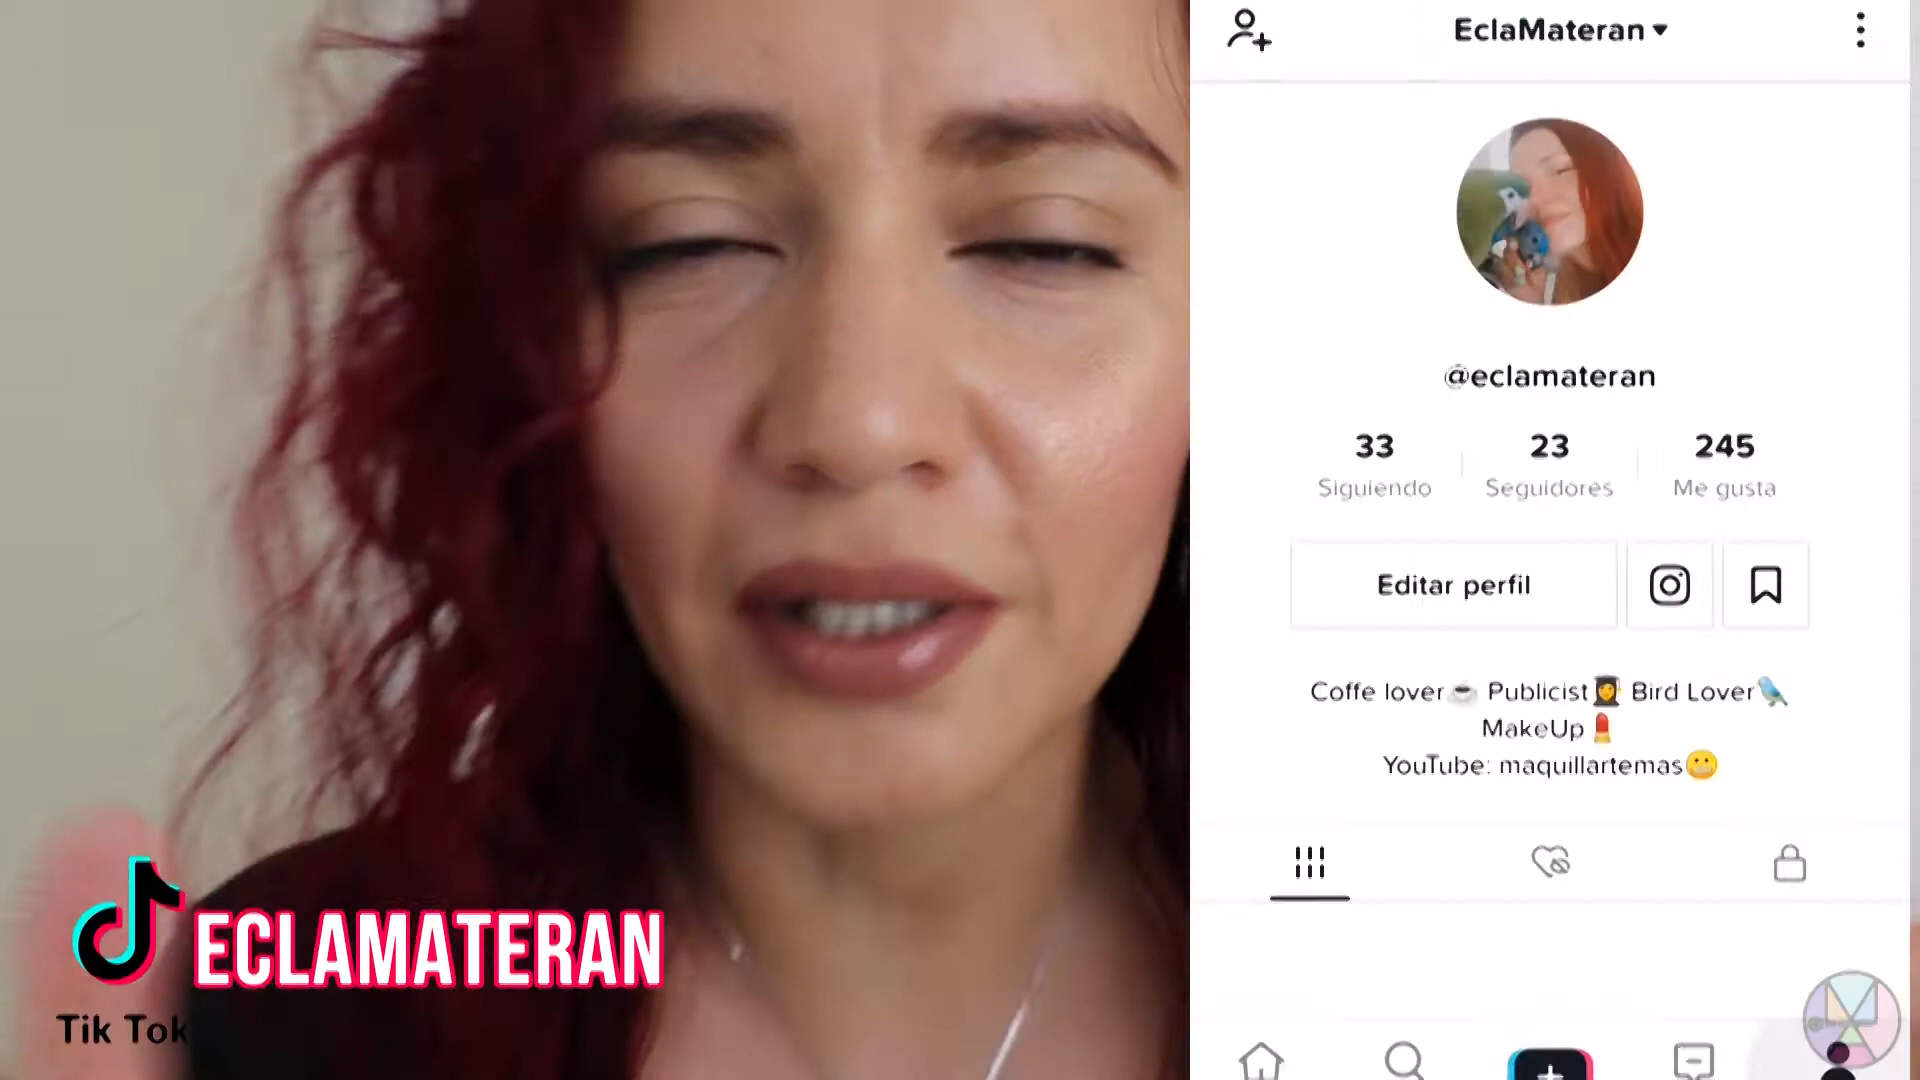 EclaMateran
@eclamateran
33
23
245
Siguiendo
Seguidores
Me gusta
Editar perfil
Coffe lover☕ Publicist👩‍🎓 Bird Lover🐦
MakeUp💄
YouTube: maquillartemas😬
ECLAMATERAN
Tik Tok